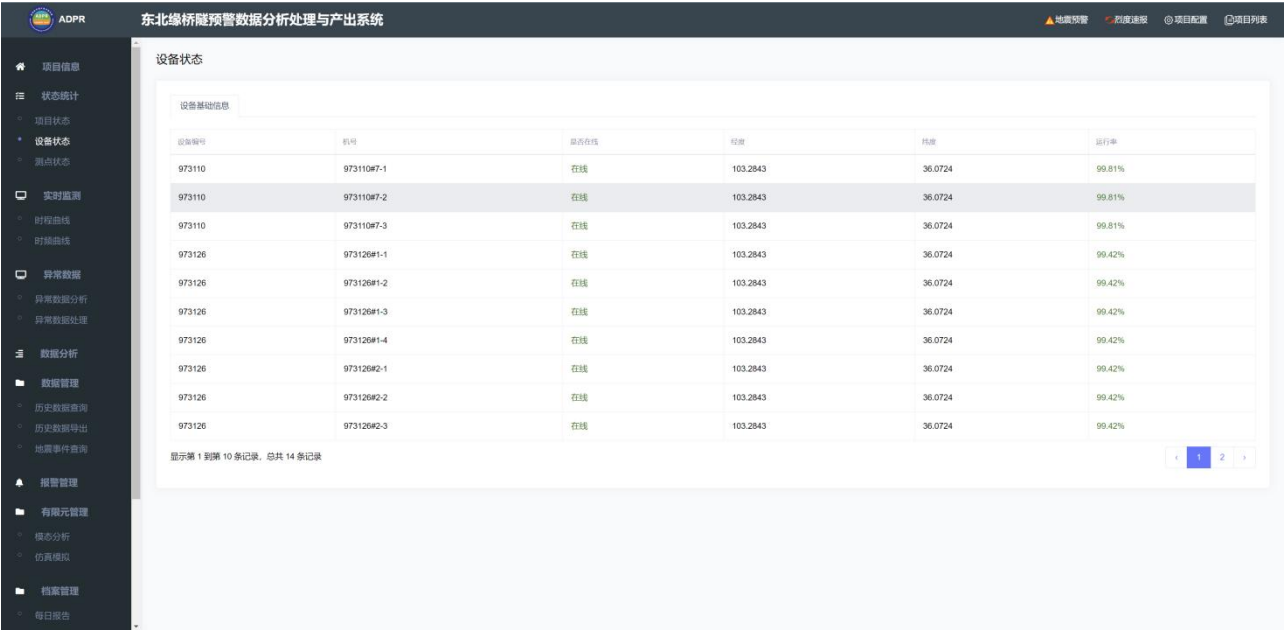 ADPR 东北缘桥隧预警数据分析处理与产出系统 地震预警 烈度速报 项目配置 项目列表
项目信息
状态统计
项目状态
设备状态
测点状态
实时监测
时程曲线
时频曲线
异常数据
异常数据分析
异常数据处理
数据分析
数据管理
历史数据查询
历史数据导出
地震事件查询
报警管理
有限元管理
模态分析
仿真模拟
档案管理
每日报告
设备状态
设备基础信息
设备编号 机号 是否在线 经度 纬度 运行率
973110 973110#7-1 在线 103.2843 36.0724 99.81%
973110 973110#7-2 在线 103.2843 36.0724 99.81%
973110 973110#7-3 在线 103.2843 36.0724 99.81%
973126 973126#1-1 在线 103.2843 36.0724 99.42%
973126 973126#1-2 在线 103.2843 36.0724 99.42%
973126 973126#1-3 在线 103.2843 36.0724 99.42%
973126 973126#1-4 在线 103.2843 36.0724 99.42%
973126 973126#2-1 在线 103.2843 36.0724 99.42%
973126 973126#2-2 在线 103.2843 36.0724 99.42%
973126 973126#2-3 在线 103.2843 36.0724 99.42%
显示第 1 到第 10 条记录，总共 14 条记录 ‹ 1 2 ›